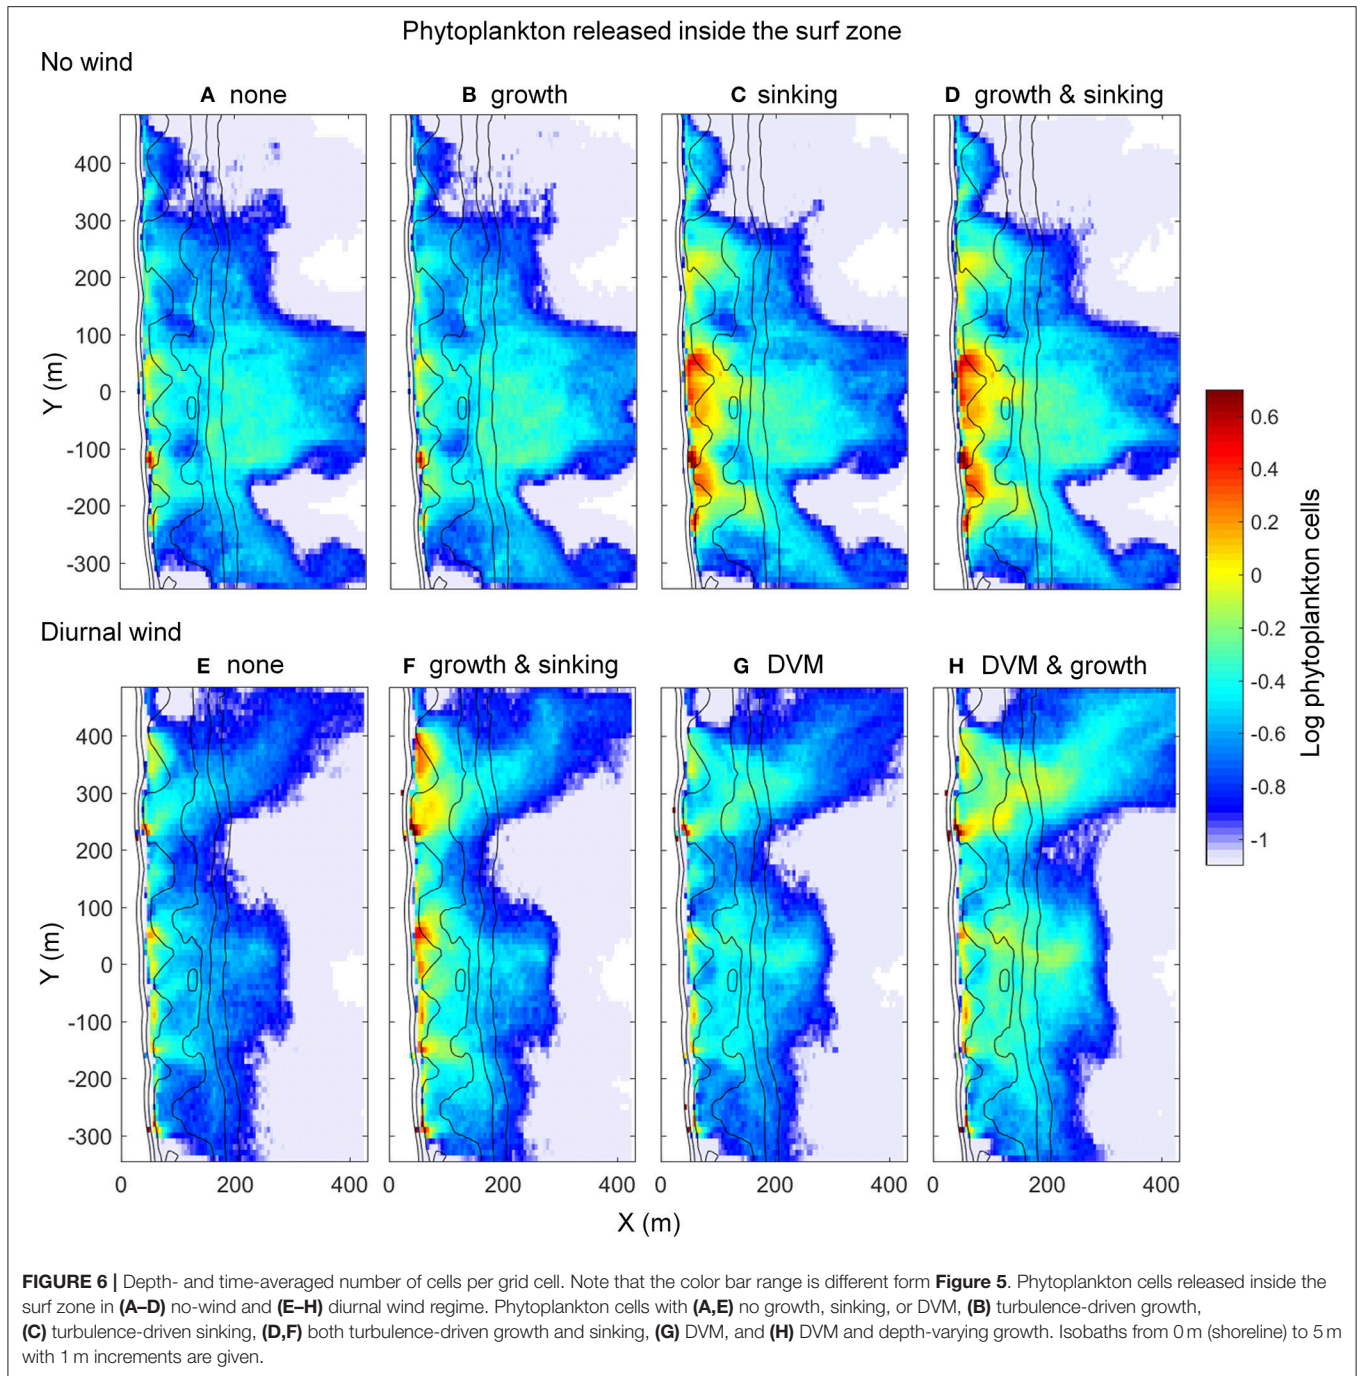 Phytoplankton released inside the surf zone
No wind
A none
B growth
C sinking
D growth & sinking
400
300
200
100
0
-100
-200
-300
Y (m)
Diurnal wind
E none
F growth & sinking
G DVM
H DVM & growth
400
300
200
100
0
-100
-200
-300
Y (m)
0 200 400
0 200 400
0 200 400
0 200 400
X (m)
0.6
0.4
0.2
0
-0.2
-0.4
-0.6
-0.8
-1
Log phytoplankton cells
FIGURE 6 | Depth- and time-averaged number of cells per grid cell. Note that the color bar range is different form Figure 5. Phytoplankton cells released inside the
surf zone in (A–D) no-wind and (E–H) diurnal wind regime. Phytoplankton cells with (A,E) no growth, sinking, or DVM, (B) turbulence-driven growth,
(C) turbulence-driven sinking, (D,F) both turbulence-driven growth and sinking, (G) DVM, and (H) DVM and depth-varying growth. Isobaths from 0 m (shoreline) to 5 m
with 1 m increments are given.